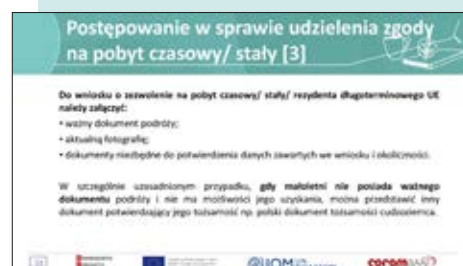 Postępowanie w sprawie udzielenia zgody
na pobyt czasowy/ stały [3]
Do wniosku o zezwolenie na pobyt czasowy/ stały/ rezydenta długoterminowego UE
należy załączyć:
• ważny dokument podróży;
• aktualną fotografię;
• dokumenty niezbędne do potwierdzenia danych zawartych we wniosku i okoliczności.
W szczególnie uzasadnionym przypadku, gdy małoletni nie posiada ważnego
dokumentu podróży i nie ma możliwości jego uzyskania, można przedstawić inny
dokument potwierdzający jego tożsamość np. polski dokument tożsamości cudzoziemca.